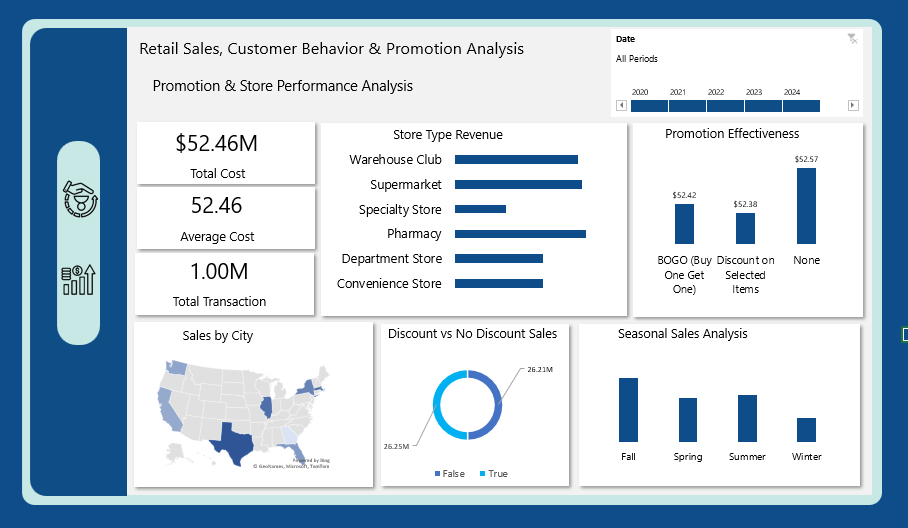 Retail Sales, Customer Behavior & Promotion Analysis
Promotion & Store Performance Analysis
Date
All Periods
2020 2021 2022 2023 2024
$52.46M
Total Cost
52.46
Average Cost
1.00M
Total Transaction
Store Type Revenue
Warehouse Club
Supermarket
Specialty Store
Pharmacy
Department Store
Convenience Store
Promotion Effectiveness
$52.42
$52.38
$52.57
BOGO (Buy
One Get
One)
Discount on
Selected
Items
None
Sales by City
Powered by Bing
© GeoNames, Microsoft, TomTom
Discount vs No Discount Sales
26.21M
26.25M
False True
Seasonal Sales Analysis
Fall Spring Summer Winter